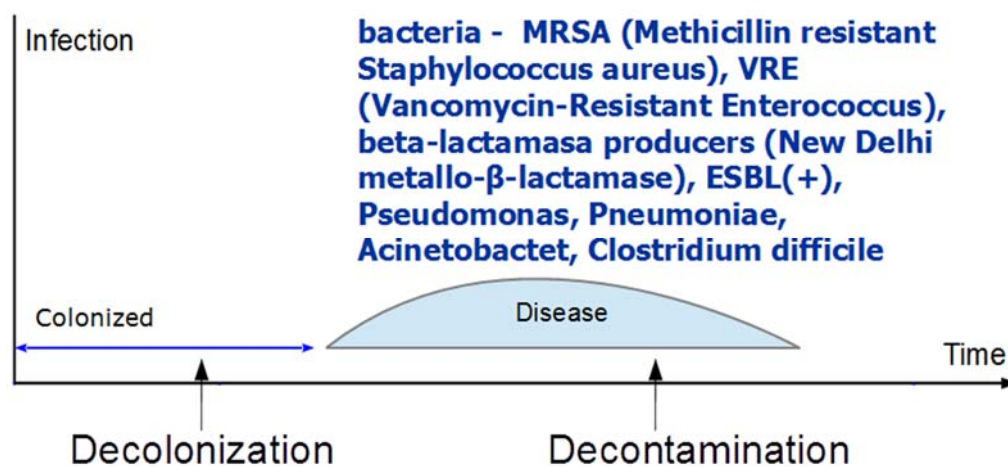 Infection
bacteria - MRSA (Methicillin resistant
Staphylococcus aureus), VRE
(Vancomycin-Resistant Enterococcus),
beta-lactamasa producers (New Delhi
metallo-β-lactamase), ESBL(+),
Pseudomonas, Pneumoniae,
Acinetobactet, Clostridium difficile
Colonized
Disease
Time
Decolonization
Decontamination